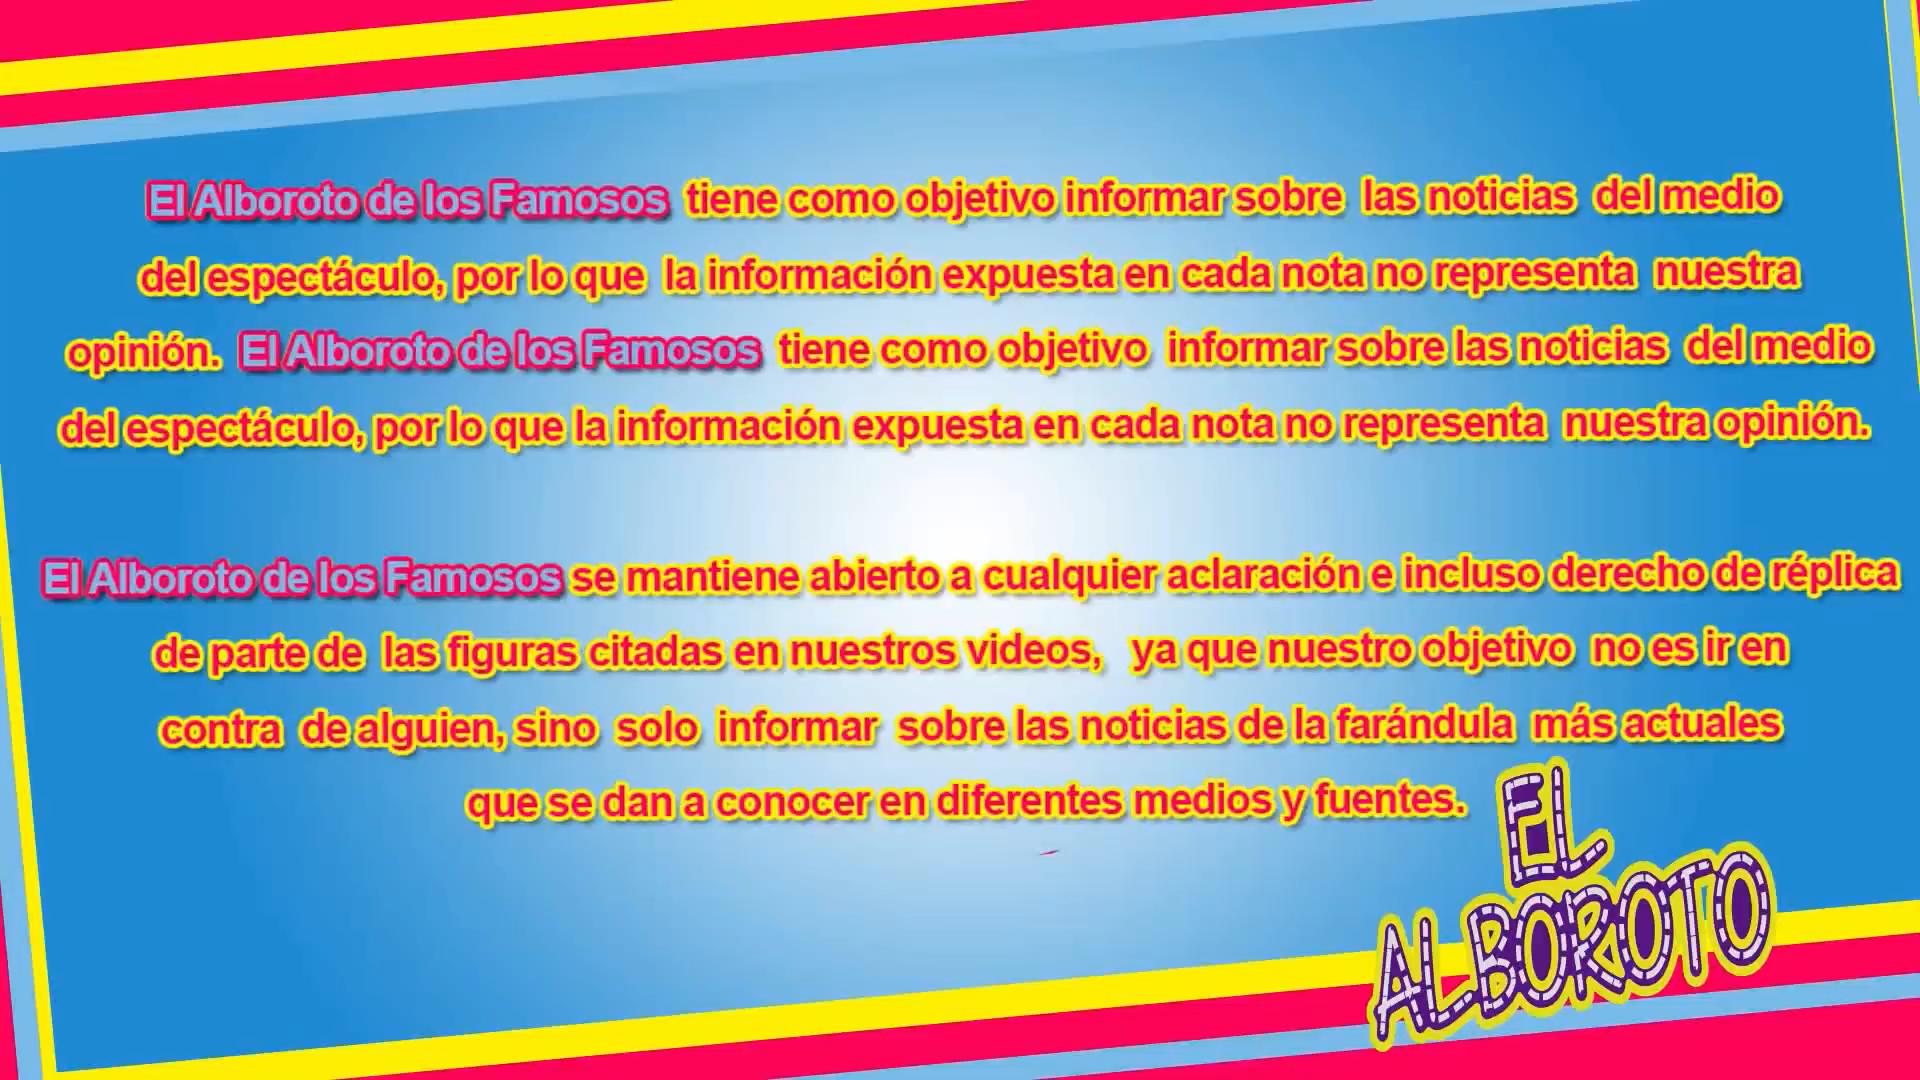 El Alboroto de los Famosos tiene como objetivo informar sobre las noticias del medio
del espectáculo, por lo que la información expuesta en cada nota no representa nuestra
opinión. El Alboroto de los Famosos tiene como objetivo informar sobre las noticias del medio
del espectáculo, por lo que la información expuesta en cada nota no representa nuestra opinión.
El Alboroto de los Famosos se mantiene abierto a cualquier aclaración e incluso derecho de réplica
de parte de las figuras citadas en nuestros videos, ya que nuestro objetivo no es ir en
contra de alguien, sino solo informar sobre las noticias de la farándula más actuales
que se dan a conocer en diferentes medios y fuentes.
EL
ALBOROTO